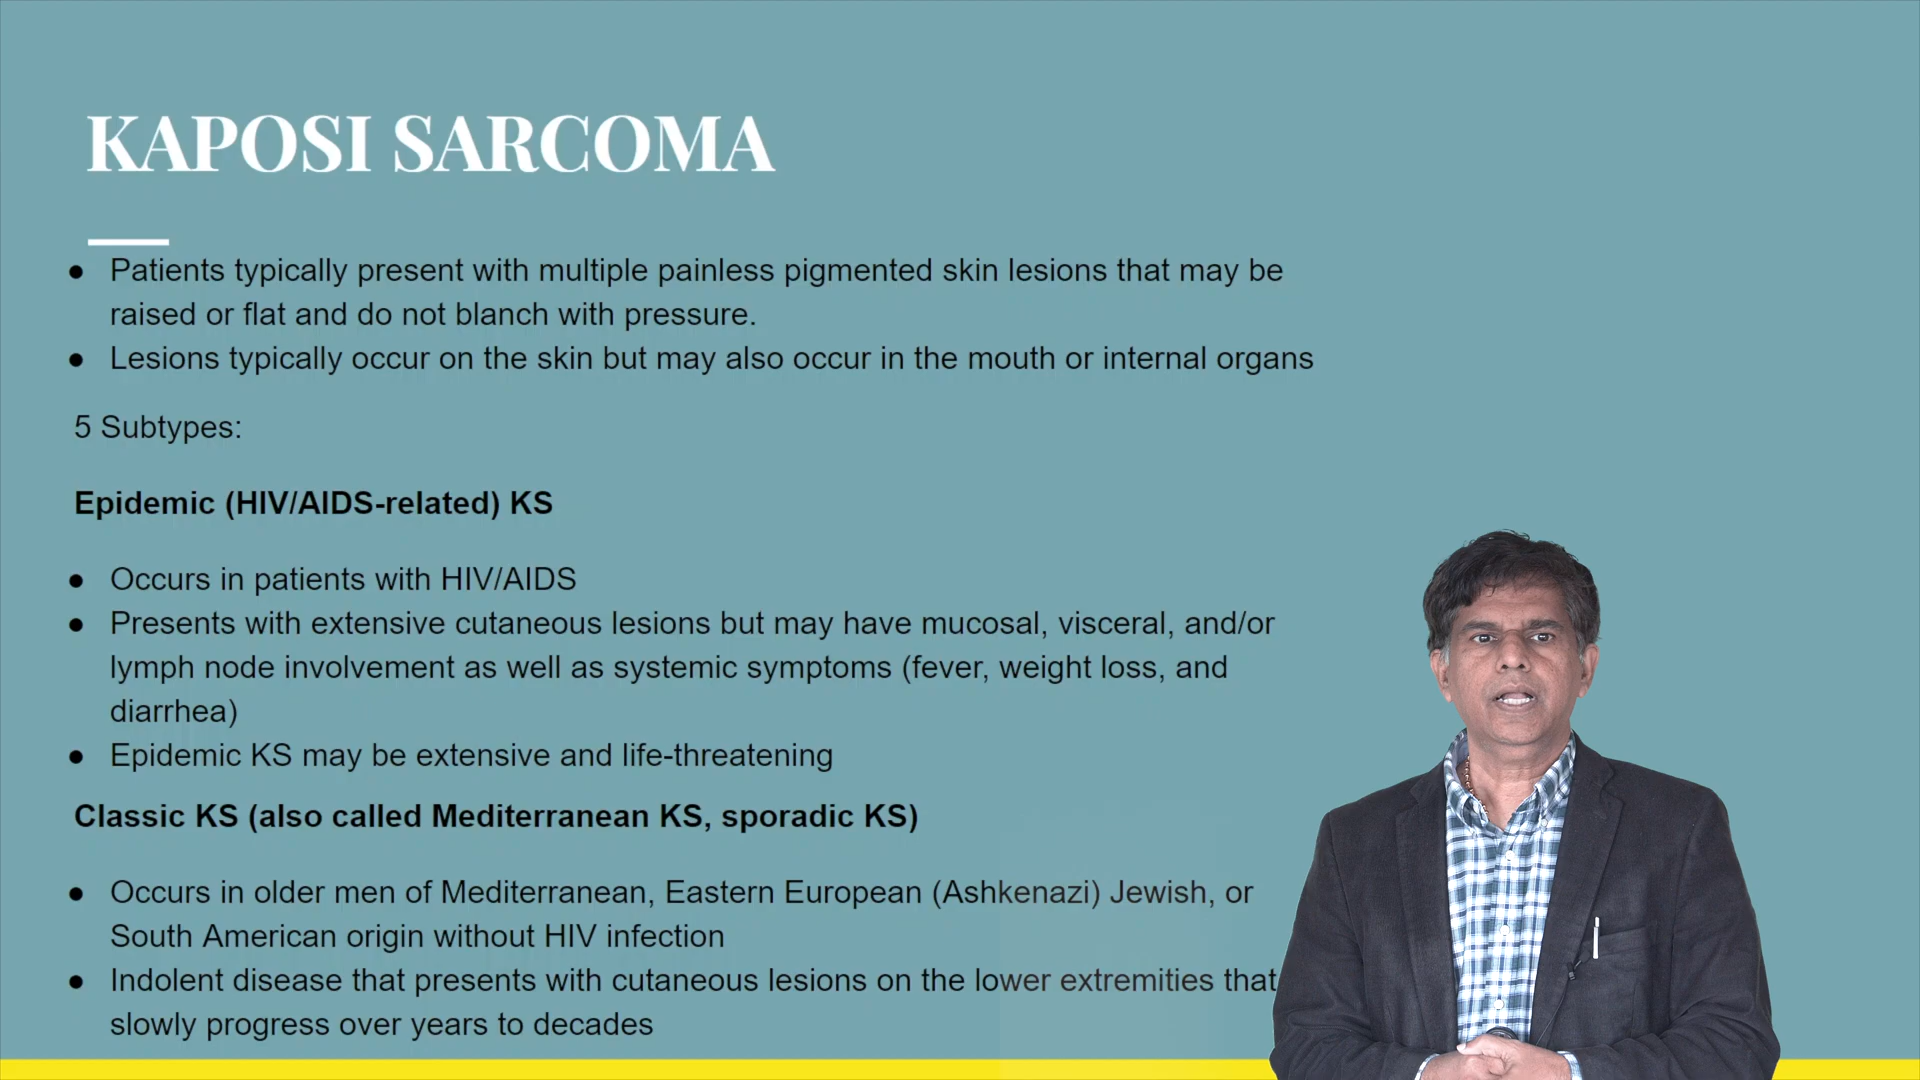 KAPOSI SARCOMA
● Patients typically present with multiple painless pigmented skin lesions that may be
raised or flat and do not blanch with pressure.
● Lesions typically occur on the skin but may also occur in the mouth or internal organs
5 Subtypes:
Epidemic (HIV/AIDS-related) KS
● Occurs in patients with HIV/AIDS
● Presents with extensive cutaneous lesions but may have mucosal, visceral, and/or
lymph node involvement as well as systemic symptoms (fever, weight loss, and
diarrhea)
● Epidemic KS may be extensive and life-threatening
Classic KS (also called Mediterranean KS, sporadic KS)
● Occurs in older men of Mediterranean, Eastern European (Ashkenazi) Jewish, or
South American origin without HIV infection
● Indolent disease that presents with cutaneous lesions on the lower extremities that
slowly progress over years to decades